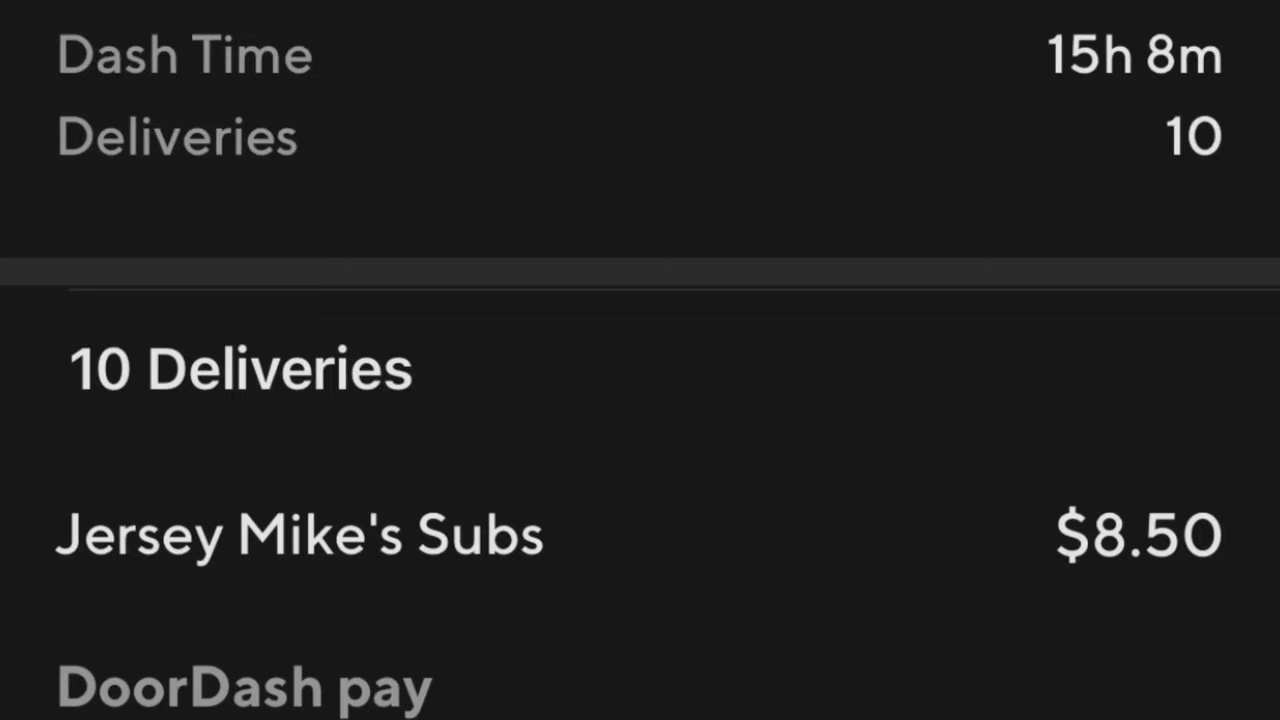 Dash Time 15h 8m
Deliveries 10
10 Deliveries
Jersey Mike's Subs $8.50
DoorDash pay